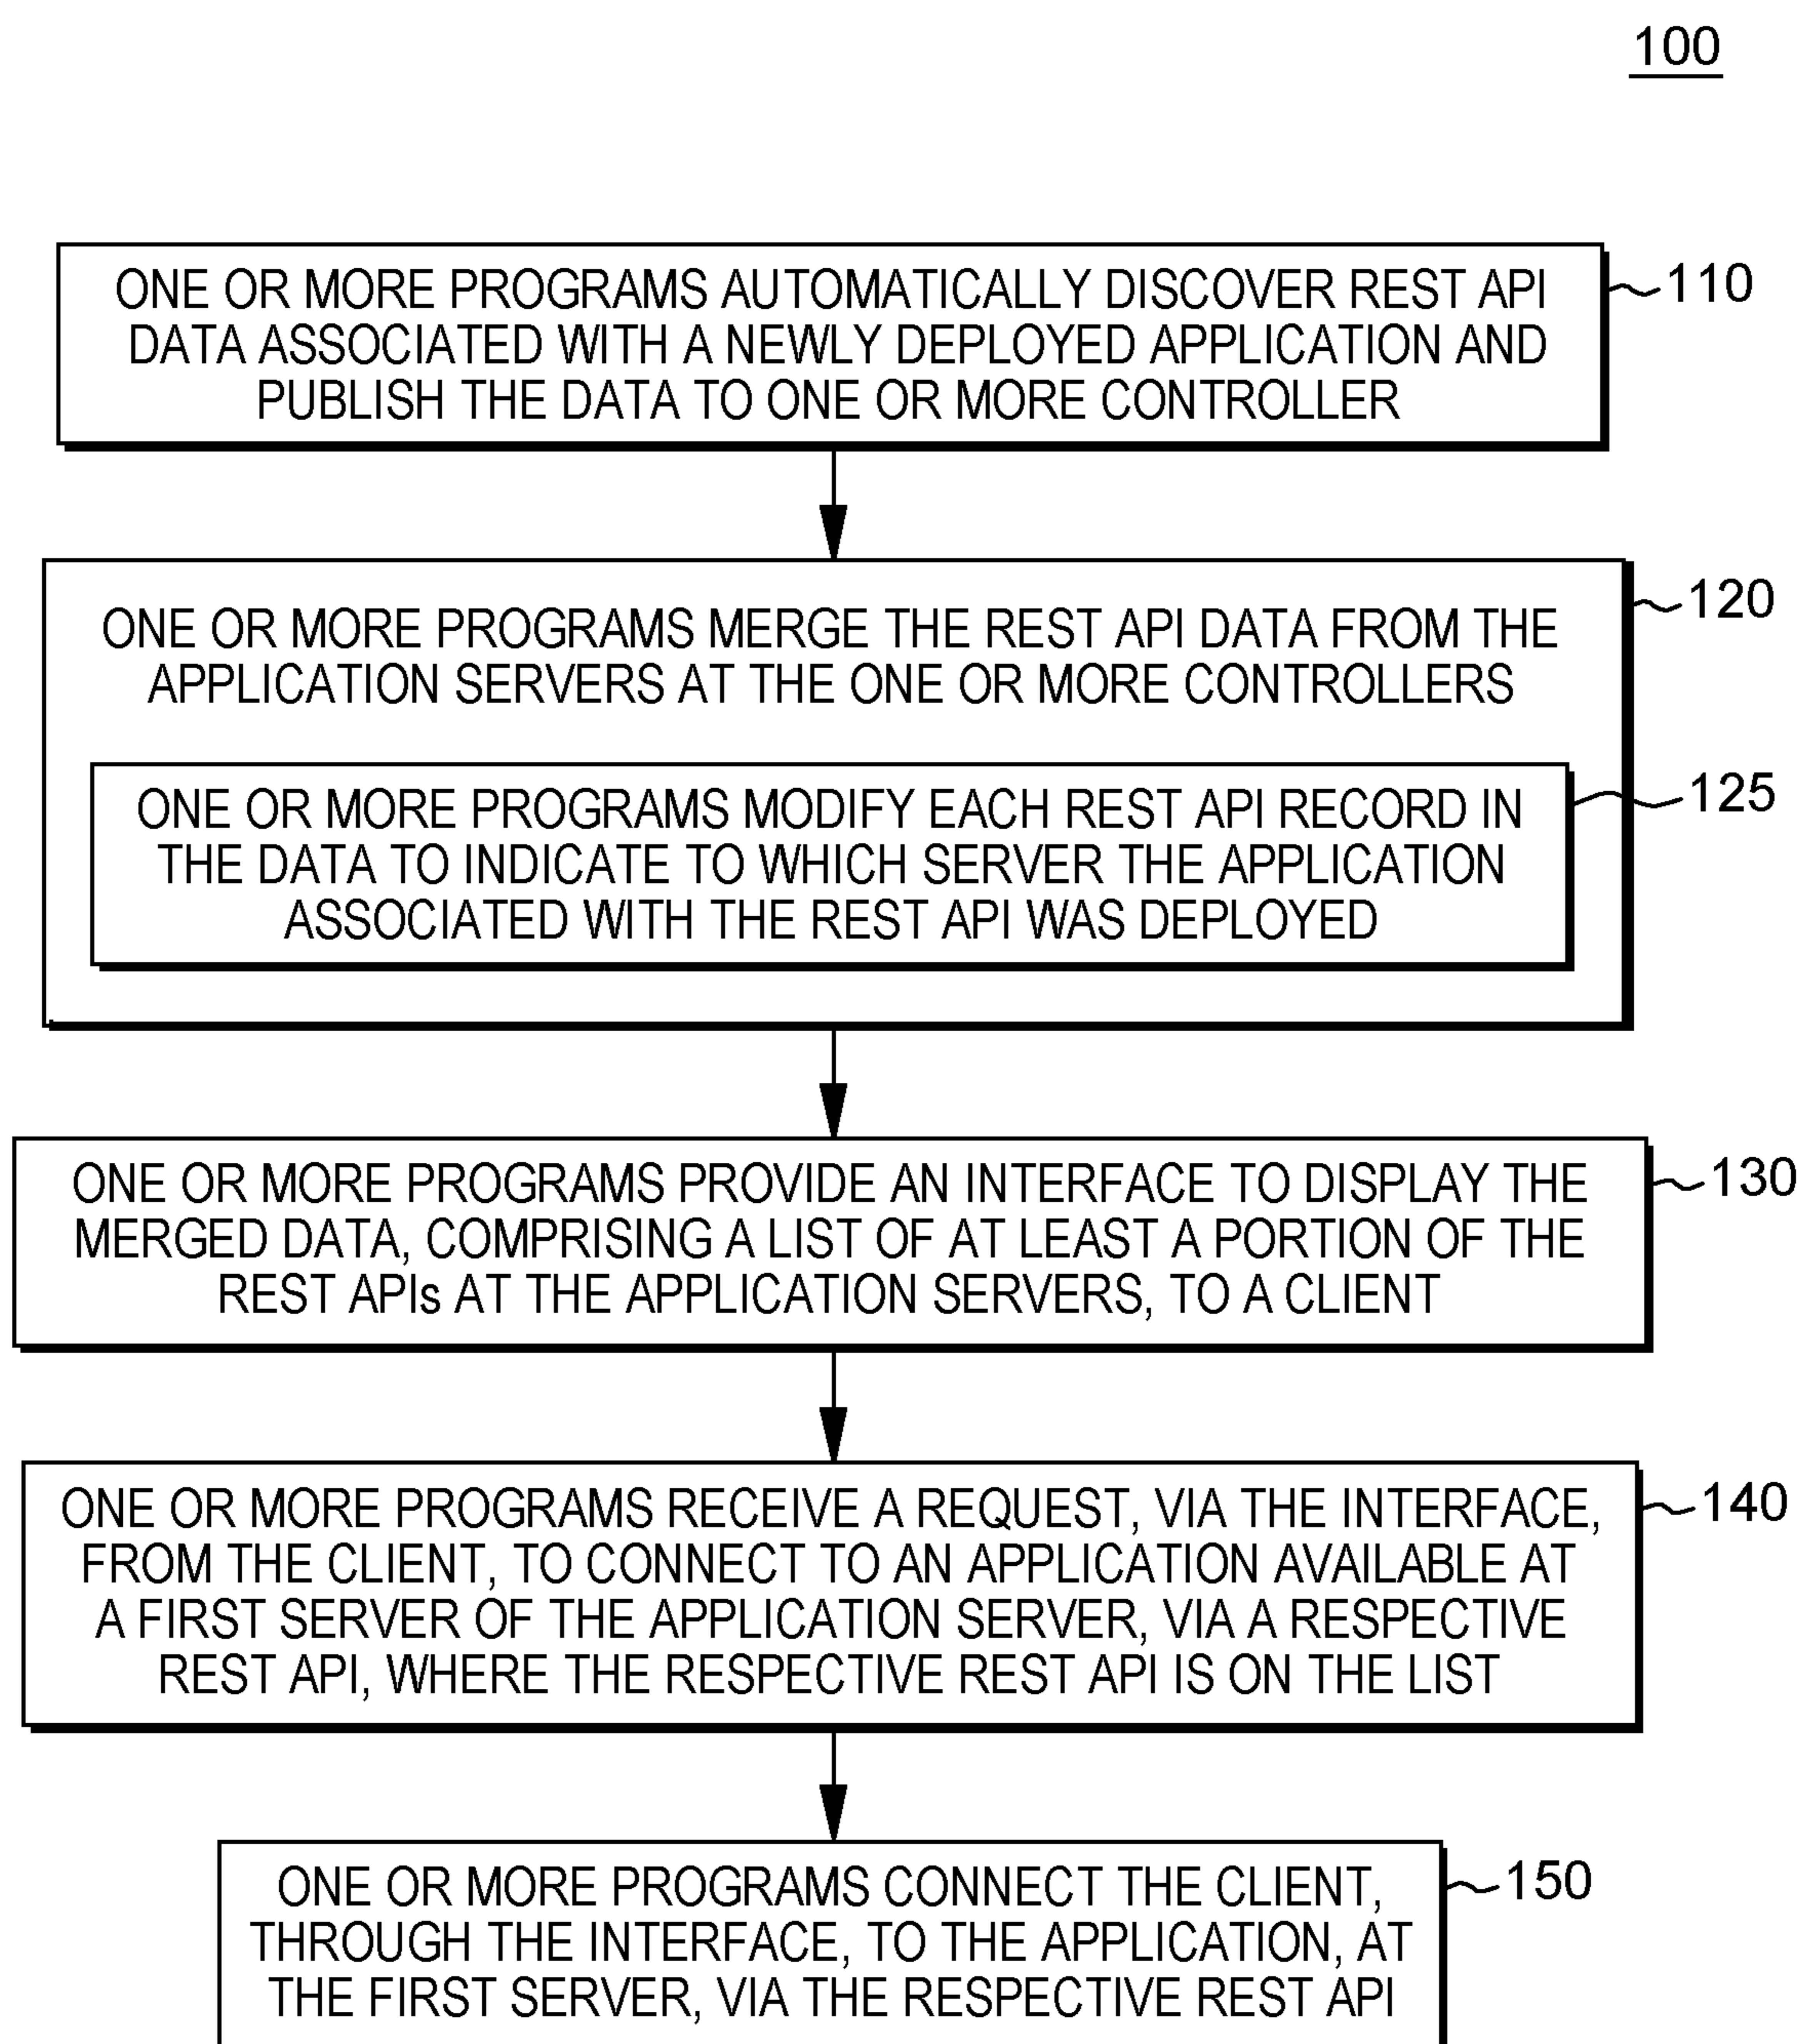 100
ONE OR MORE PROGRAMS AUTOMATICALLY DISCOVER REST API
DATA ASSOCIATED WITH A NEWLY DEPLOYED APPLICATION AND
PUBLISH THE DATA TO ONE OR MORE CONTROLLER
110
ONE OR MORE PROGRAMS MERGE THE REST API DATA FROM THE
APPLICATION SERVERS AT THE ONE OR MORE CONTROLLERS
120
ONE OR MORE PROGRAMS MODIFY EACH REST API RECORD IN
THE DATA TO INDICATE TO WHICH SERVER THE APPLICATION
ASSOCIATED WITH THE REST API WAS DEPLOYED
125
ONE OR MORE PROGRAMS PROVIDE AN INTERFACE TO DISPLAY THE
MERGED DATA, COMPRISING A LIST OF AT LEAST A PORTION OF THE
REST APIs AT THE APPLICATION SERVERS, TO A CLIENT
130
ONE OR MORE PROGRAMS RECEIVE A REQUEST, VIA THE INTERFACE,
FROM THE CLIENT, TO CONNECT TO AN APPLICATION AVAILABLE AT
A FIRST SERVER OF THE APPLICATION SERVER, VIA A RESPECTIVE
REST API, WHERE THE RESPECTIVE REST API IS ON THE LIST
140
ONE OR MORE PROGRAMS CONNECT THE CLIENT,
THROUGH THE INTERFACE, TO THE APPLICATION, AT
THE FIRST SERVER, VIA THE RESPECTIVE REST API
150